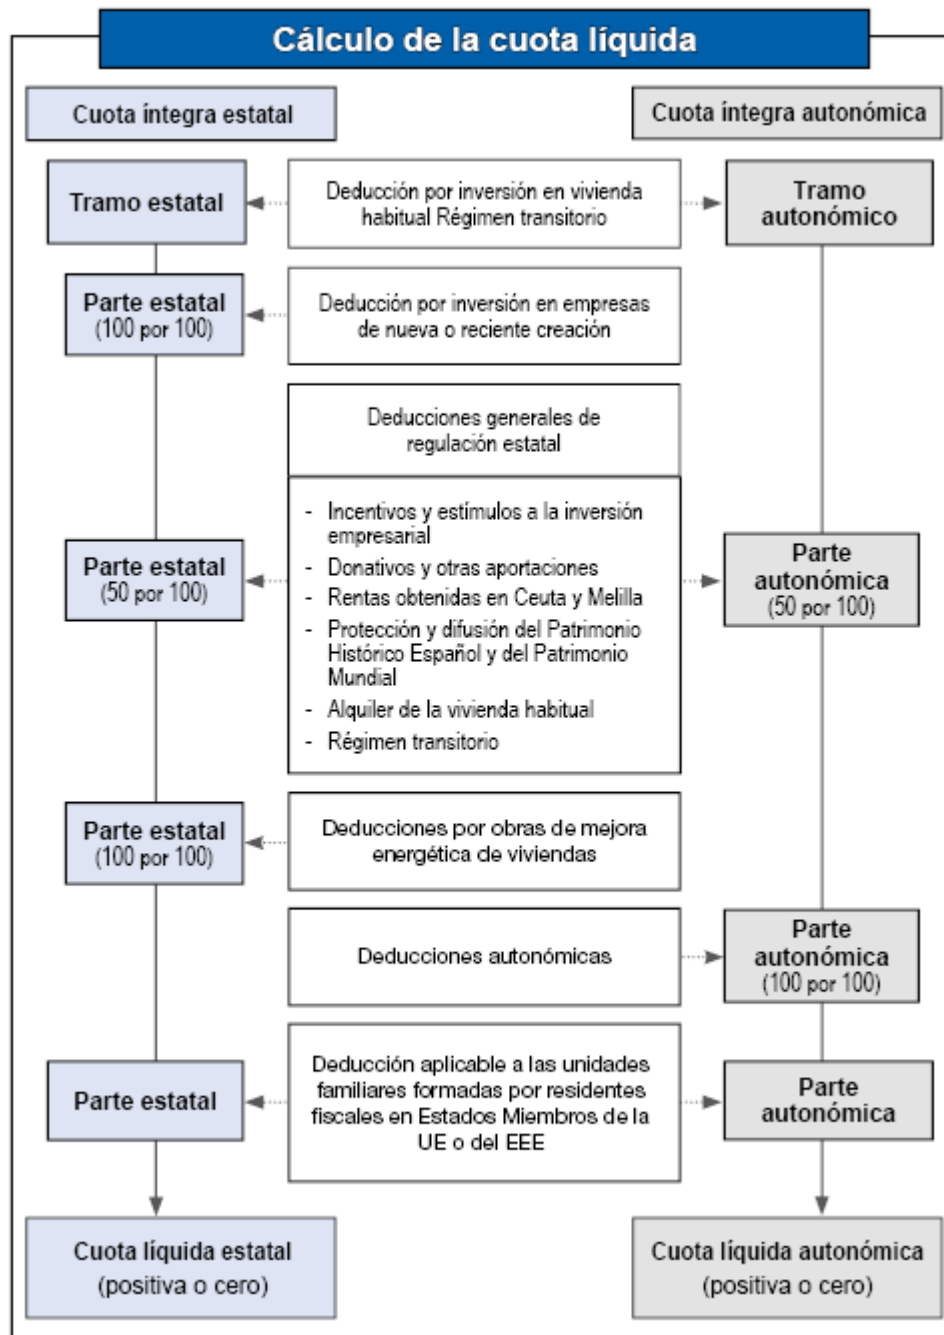 Cálculo de la cuota líquida
Cuota íntegra estatal
Cuota íntegra autonómica
Tramo estatal
Deducción por inversión en vivienda
habitual Régimen transitorio
Tramo
autonómico
Parte estatal
(100 por 100)
Deducción por inversión en empresas
de nueva o reciente creación
Deducciones generales de
regulación estatal
Parte estatal
(50 por 100)
- Incentivos y estímulos a la inversión
empresarial
- Donativos y otras aportaciones
- Rentas obtenidas en Ceuta y Melilla
- Protección y difusión del Patrimonio
Histórico Español y del Patrimonio
Mundial
- Alquiler de la vivienda habitual
- Régimen transitorio
Parte
autonómica
(50 por 100)
Parte estatal
(100 por 100)
Deducciones por obras de mejora
energética de viviendas
Deducciones autonómicas
Parte
autonómica
(100 por 100)
Parte estatal
Deducción aplicable a las unidades
familiares formadas por residentes
fiscales en Estados Miembros de la
UE o del EEE
Parte
autonómica
Cuota líquida estatal
(positiva o cero)
Cuota líquida autonómica
(positiva o cero)